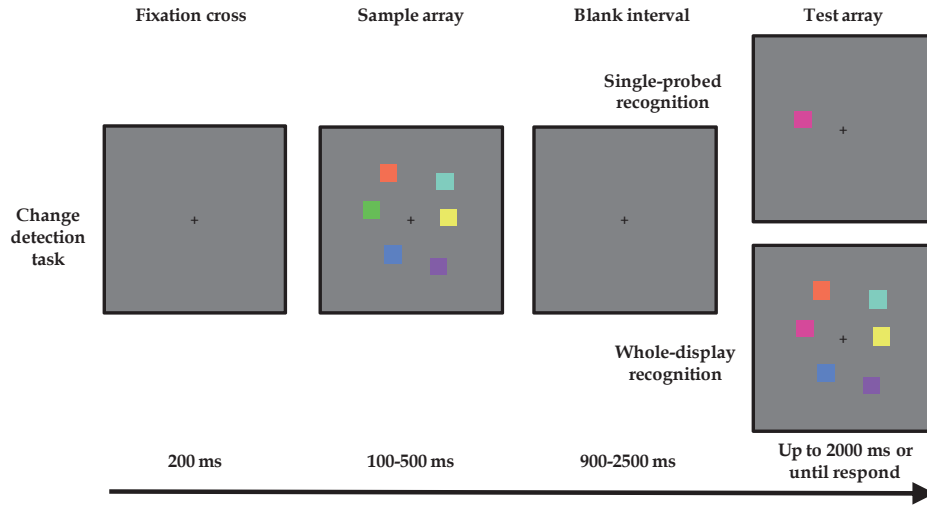 Fixation cross
Sample array
Blank interval
Test array
Single-probed
recognition
Change
detection
task
Whole-display
recognition
200 ms
100-500 ms
900-2500 ms
Up to 2000 ms or
until respond